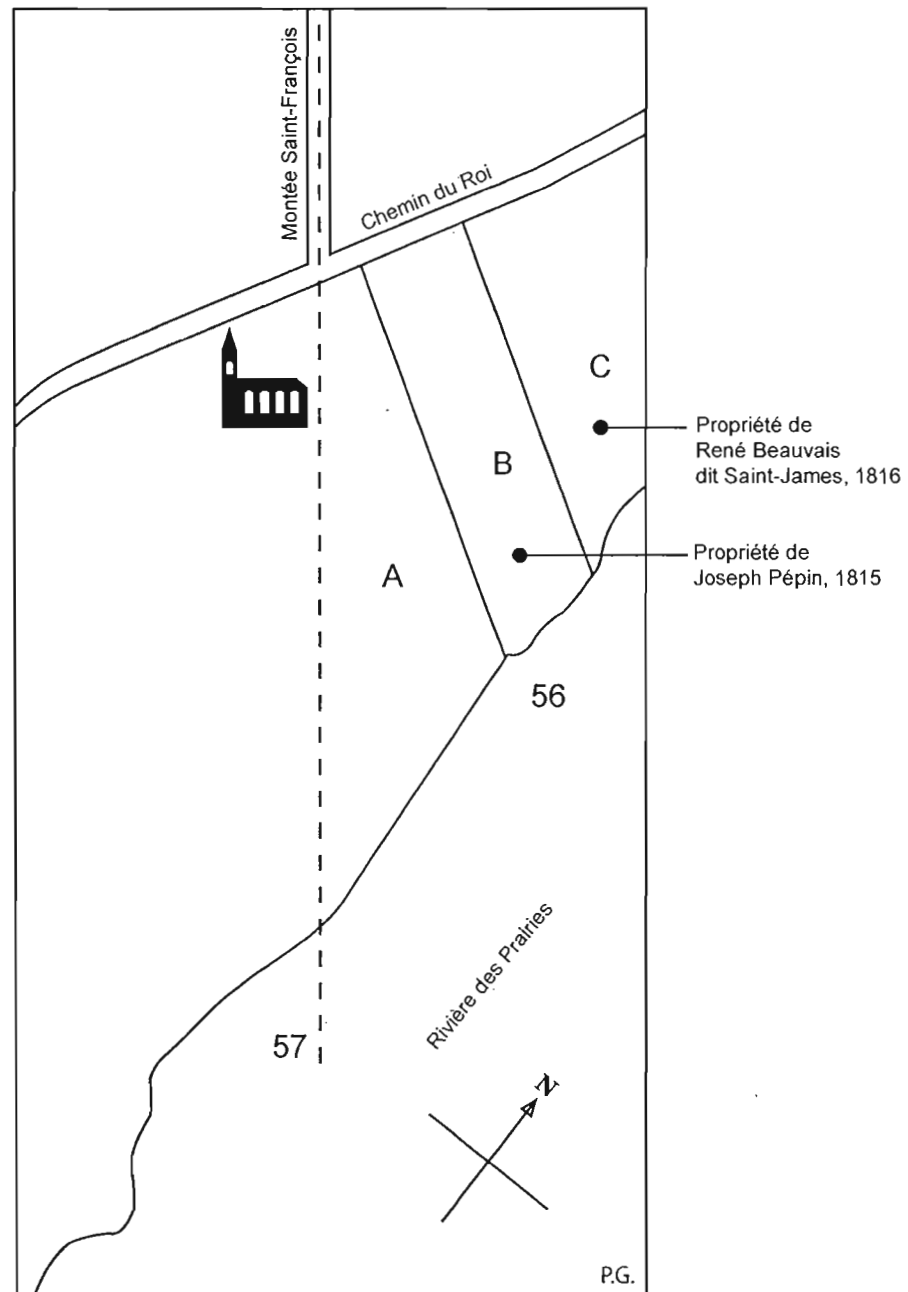 Montée Saint-François
Chemin du Roi
C
Propriété de
René Beauvais
dit Saint-James, 1816
B
Propriété de
Joseph Pépin, 1815
A
56
Rivière des Prairies
57
N
P.G.